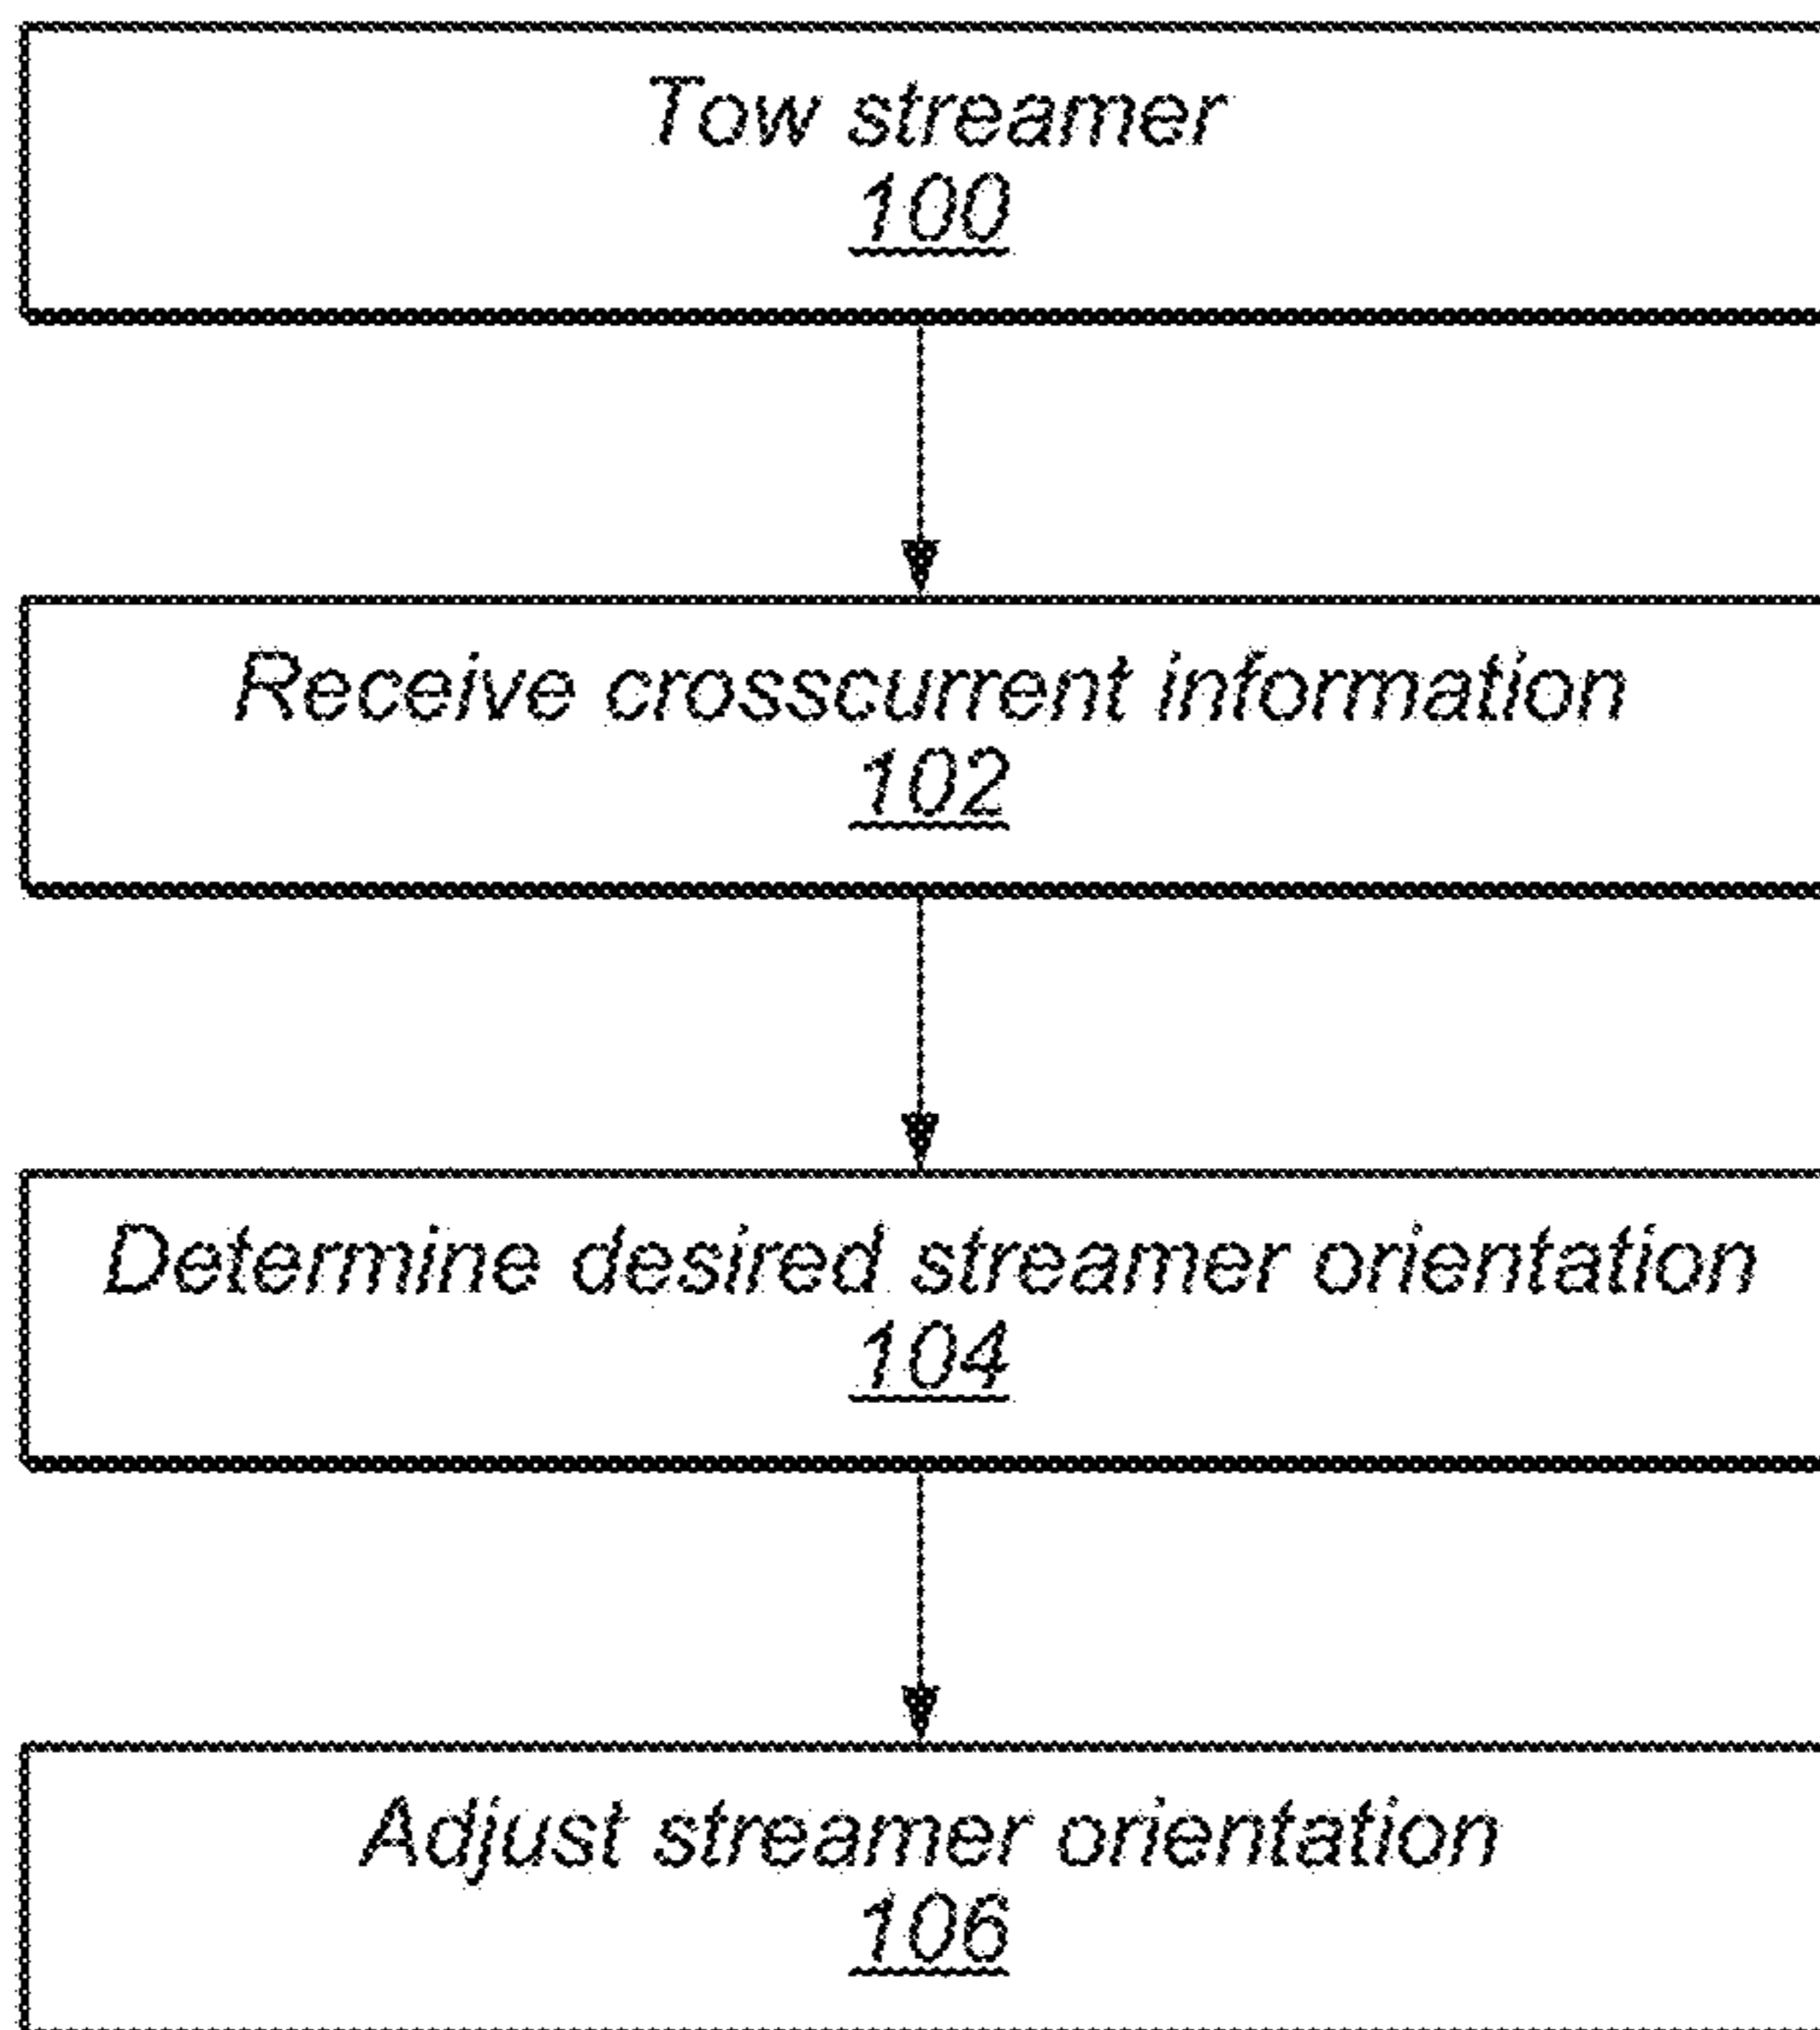 Tow streamer
100
Receive crosscurrent information
102
Determine desired streamer orientation
104
Adjust streamer orientation
106